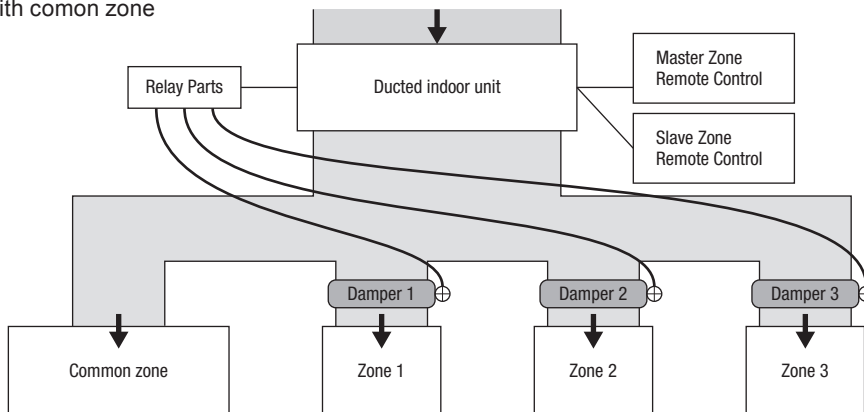 ith comon zone
Relay Parts
Ducted indoor unit
Master Zone
Remote Control
Slave Zone
Remote Control
Damper 1
Damper 2
Damper 3
Common zone
Zone 1
Zone 2
Zone 3